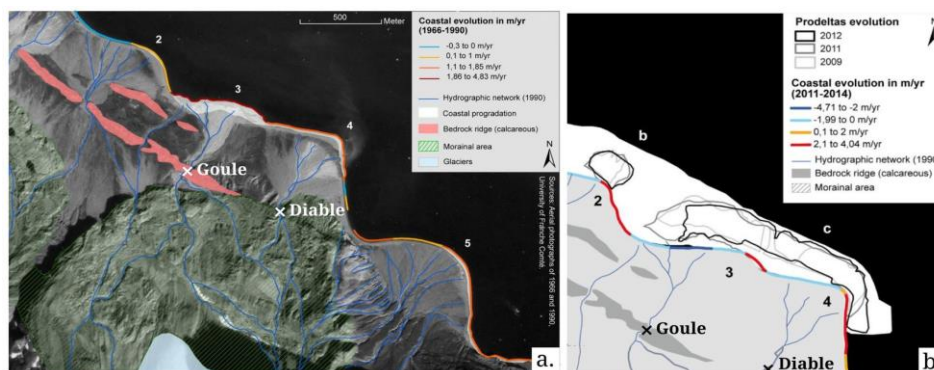 500
Meter
N
Coastal evolution in m/yr
(1966-1990)
-0,3 to 0 m/yr
0,1 to 1 m/yr
1,1 to 1,85 m/yr
1,86 to 4,83 m/yr
Hydrographic network (1990)
Coastal progradation
Bedrock ridge (calcareous)
Morainal area
Glaciers
2
3
4
5
Goule
Diable
Sources: Aerial photographs of 1966 and 1990,
University of Franche Comté.
a.
Prodeltas evolution
2012
2011
2009
N
Coastal evolution in m/yr
(2011-2014)
-4,71 to -2 m/yr
-1,99 to 0 m/yr
0,1 to 2 m/yr
2,1 to 4,04 m/yr
Hydrographic network (1990
Bedrock ridge (calcareous)
Morainal area
b
c
2
3
4
Goule
Diable
b